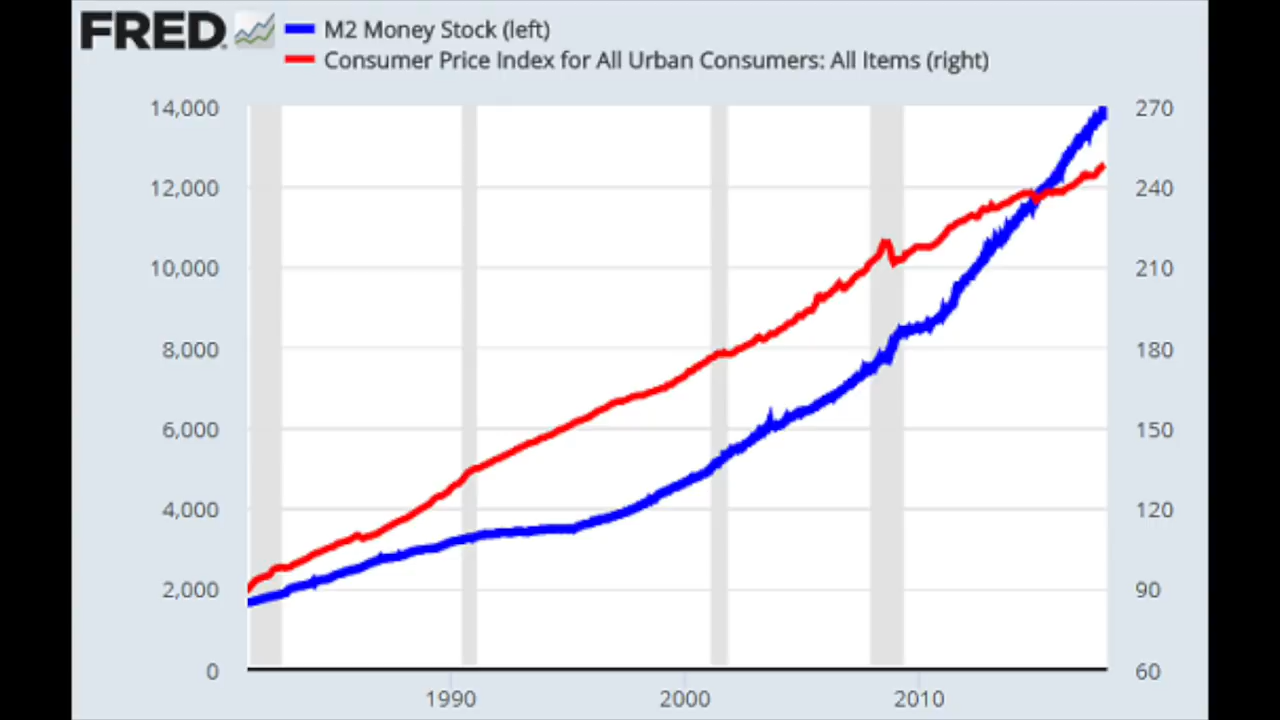 FRED
M2 Money Stock (left)
Consumer Price Index for All Urban Consumers: All Items (right)
14,000 270
12,000 240
10,000 210
8,000 180
6,000 150
4,000 120
2,000 90
0 60
1990 2000 2010